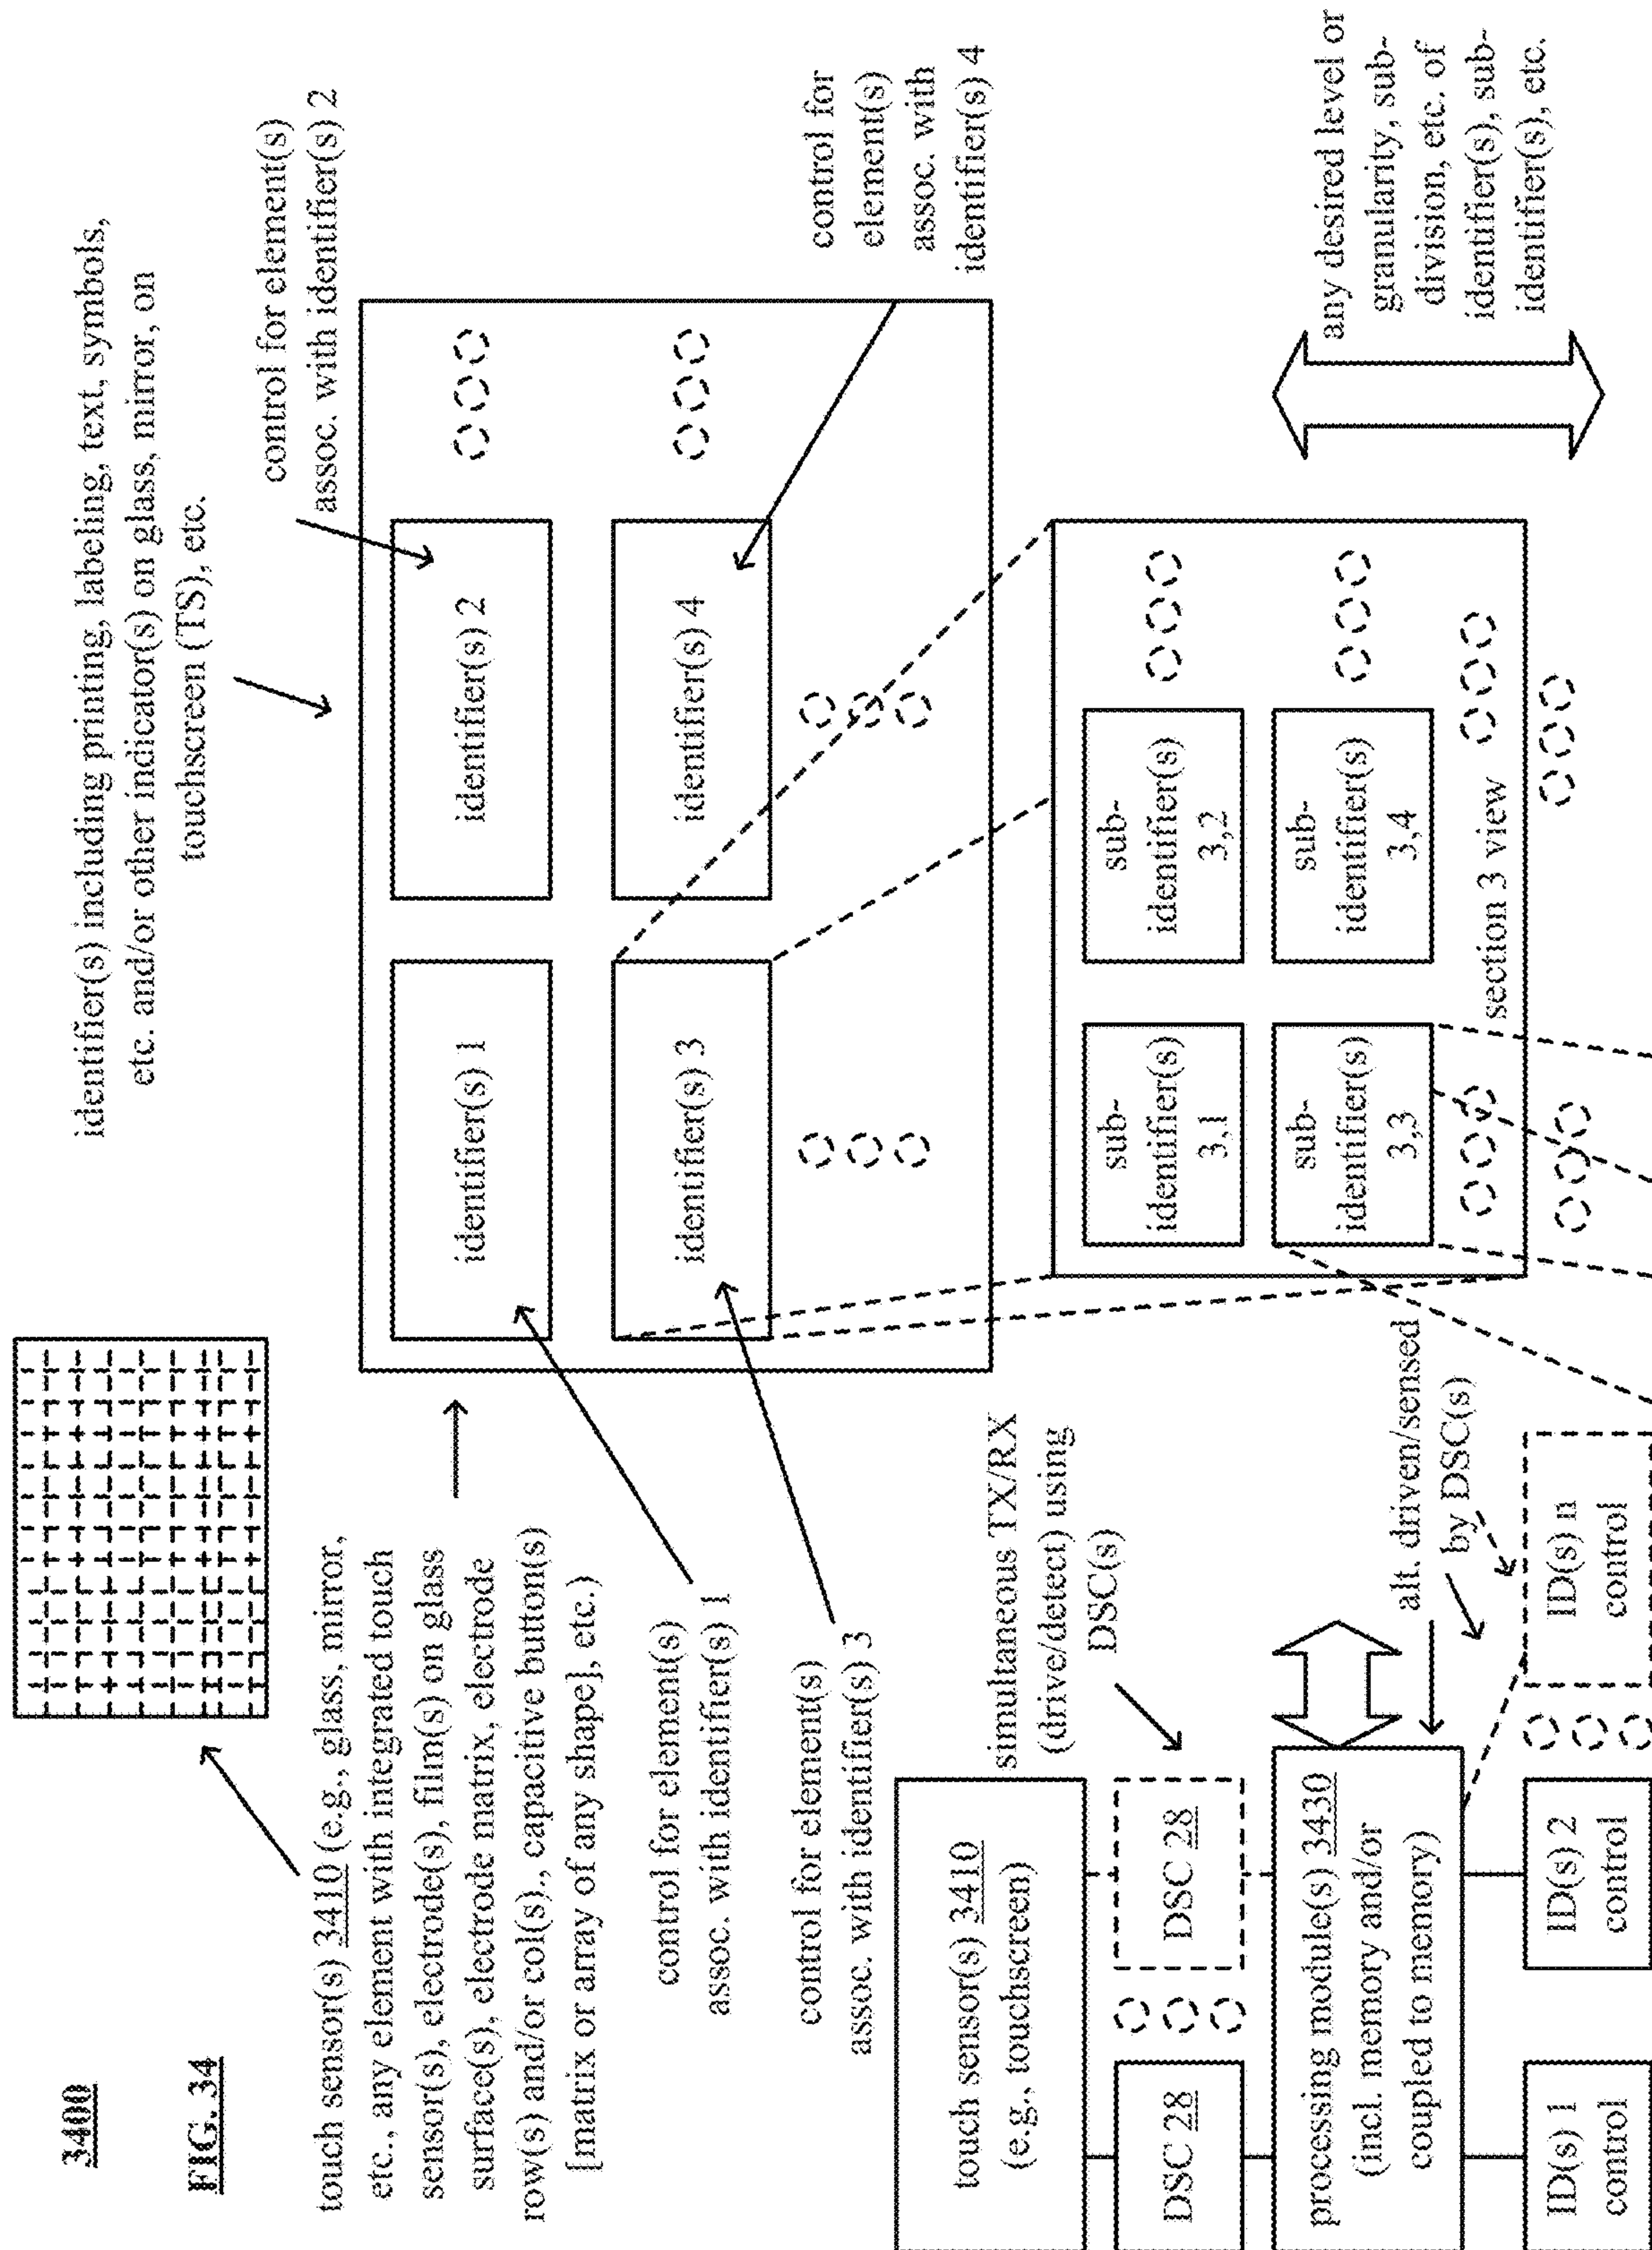 3400
FIG. 34
touch sensor(s) 3410 (e.g., glass, mirror,
etc., any element with integrated touch
sensor(s), electrode(s), film(s) on glass
surface(s), electrode matrix, electrode
row(s) and/or col(s)., capacitive button(s)
[matrix or array of any shape], etc.)
identifier(s) including printing, labeling, text, symbols,
etc. and/or other indicator(s) on glass, mirror, on
touchscreen (TS), etc.
control for element(s)
assoc. with identifier(s) 2
identifier(s) 1
identifier(s) 2
identifier(s) 3
identifier(s) 4
control for element(s)
assoc. with identifier(s) 1
control for element(s)
assoc. with identifier(s) 3
control for
element(s)
assoc. with
identifier(s) 4
touch sensor(s) 3410
(e.g., touchscreen)
simultaneous TX/RX
(drive/detect) using
DSC(s)
DSC 28
DSC 28
processing module(s) 3430
(incl. memory and/or
coupled to memory)
alt. driven/sensed
by DSC(s)
ID(s) 1
control
ID(s) 2
control
ID(s) n
control
sub-
identifier(s)
3,1
sub-
identifier(s)
3,2
sub-
identifier(s)
3,3
sub-
identifier(s)
3,4
section 3 view
any desired level or
granularity, sub-
division, etc. of
identifier(s), sub-
identifier(s), etc.